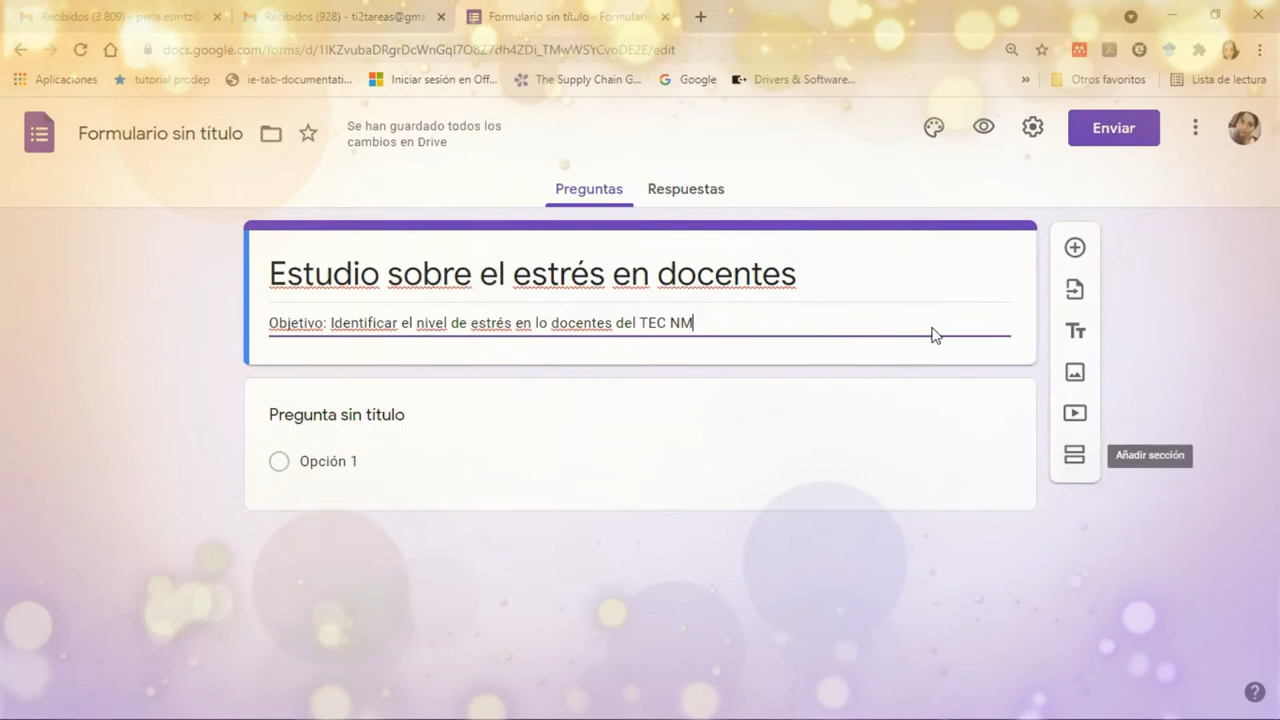 Recibidos (3.809) - perla.esmtz@
Recibidos (928) - ti2tareas@gma
Formulario sin título - Formulari
docs.google.com/forms/d/1IKZvubaDRgrDcWnGqI7O8Z7dh4ZDi_TMwWSYCvoDE2E/edit
Aplicaciones
tutorial prodep
ie-tab-documentati...
Iniciar sesión en Off...
The Supply Chain G...
Google
Drivers & Software...
»
Otros favoritos
Lista de lectura
Formulario sin título
Se han guardado todos los
cambios en Drive
Enviar
Preguntas
Respuestas
Estudio sobre el estrés en docentes
Objetivo: Identificar el nivel de estrés en lo docentes del TEC NM
Pregunta sin título
Opción 1
Añadir sección